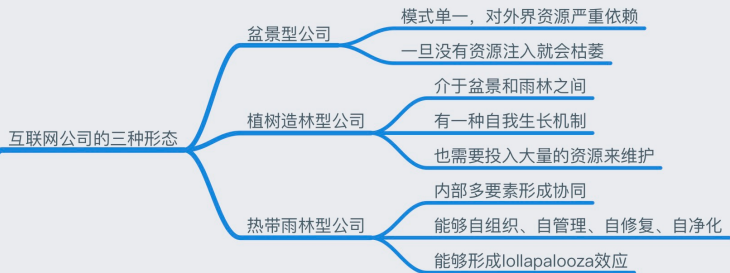 互联网公司的三种形态
盆景型公司
模式单一，对外界资源严重依赖
一旦没有资源注入就会枯萎
植树造林型公司
介于盆景和雨林之间
有一种自我生长机制
也需要投入大量的资源来维护
热带雨林型公司
内部多要素形成协同
能够自组织、自管理、自修复、自净化
能够形成lollapalooza效应